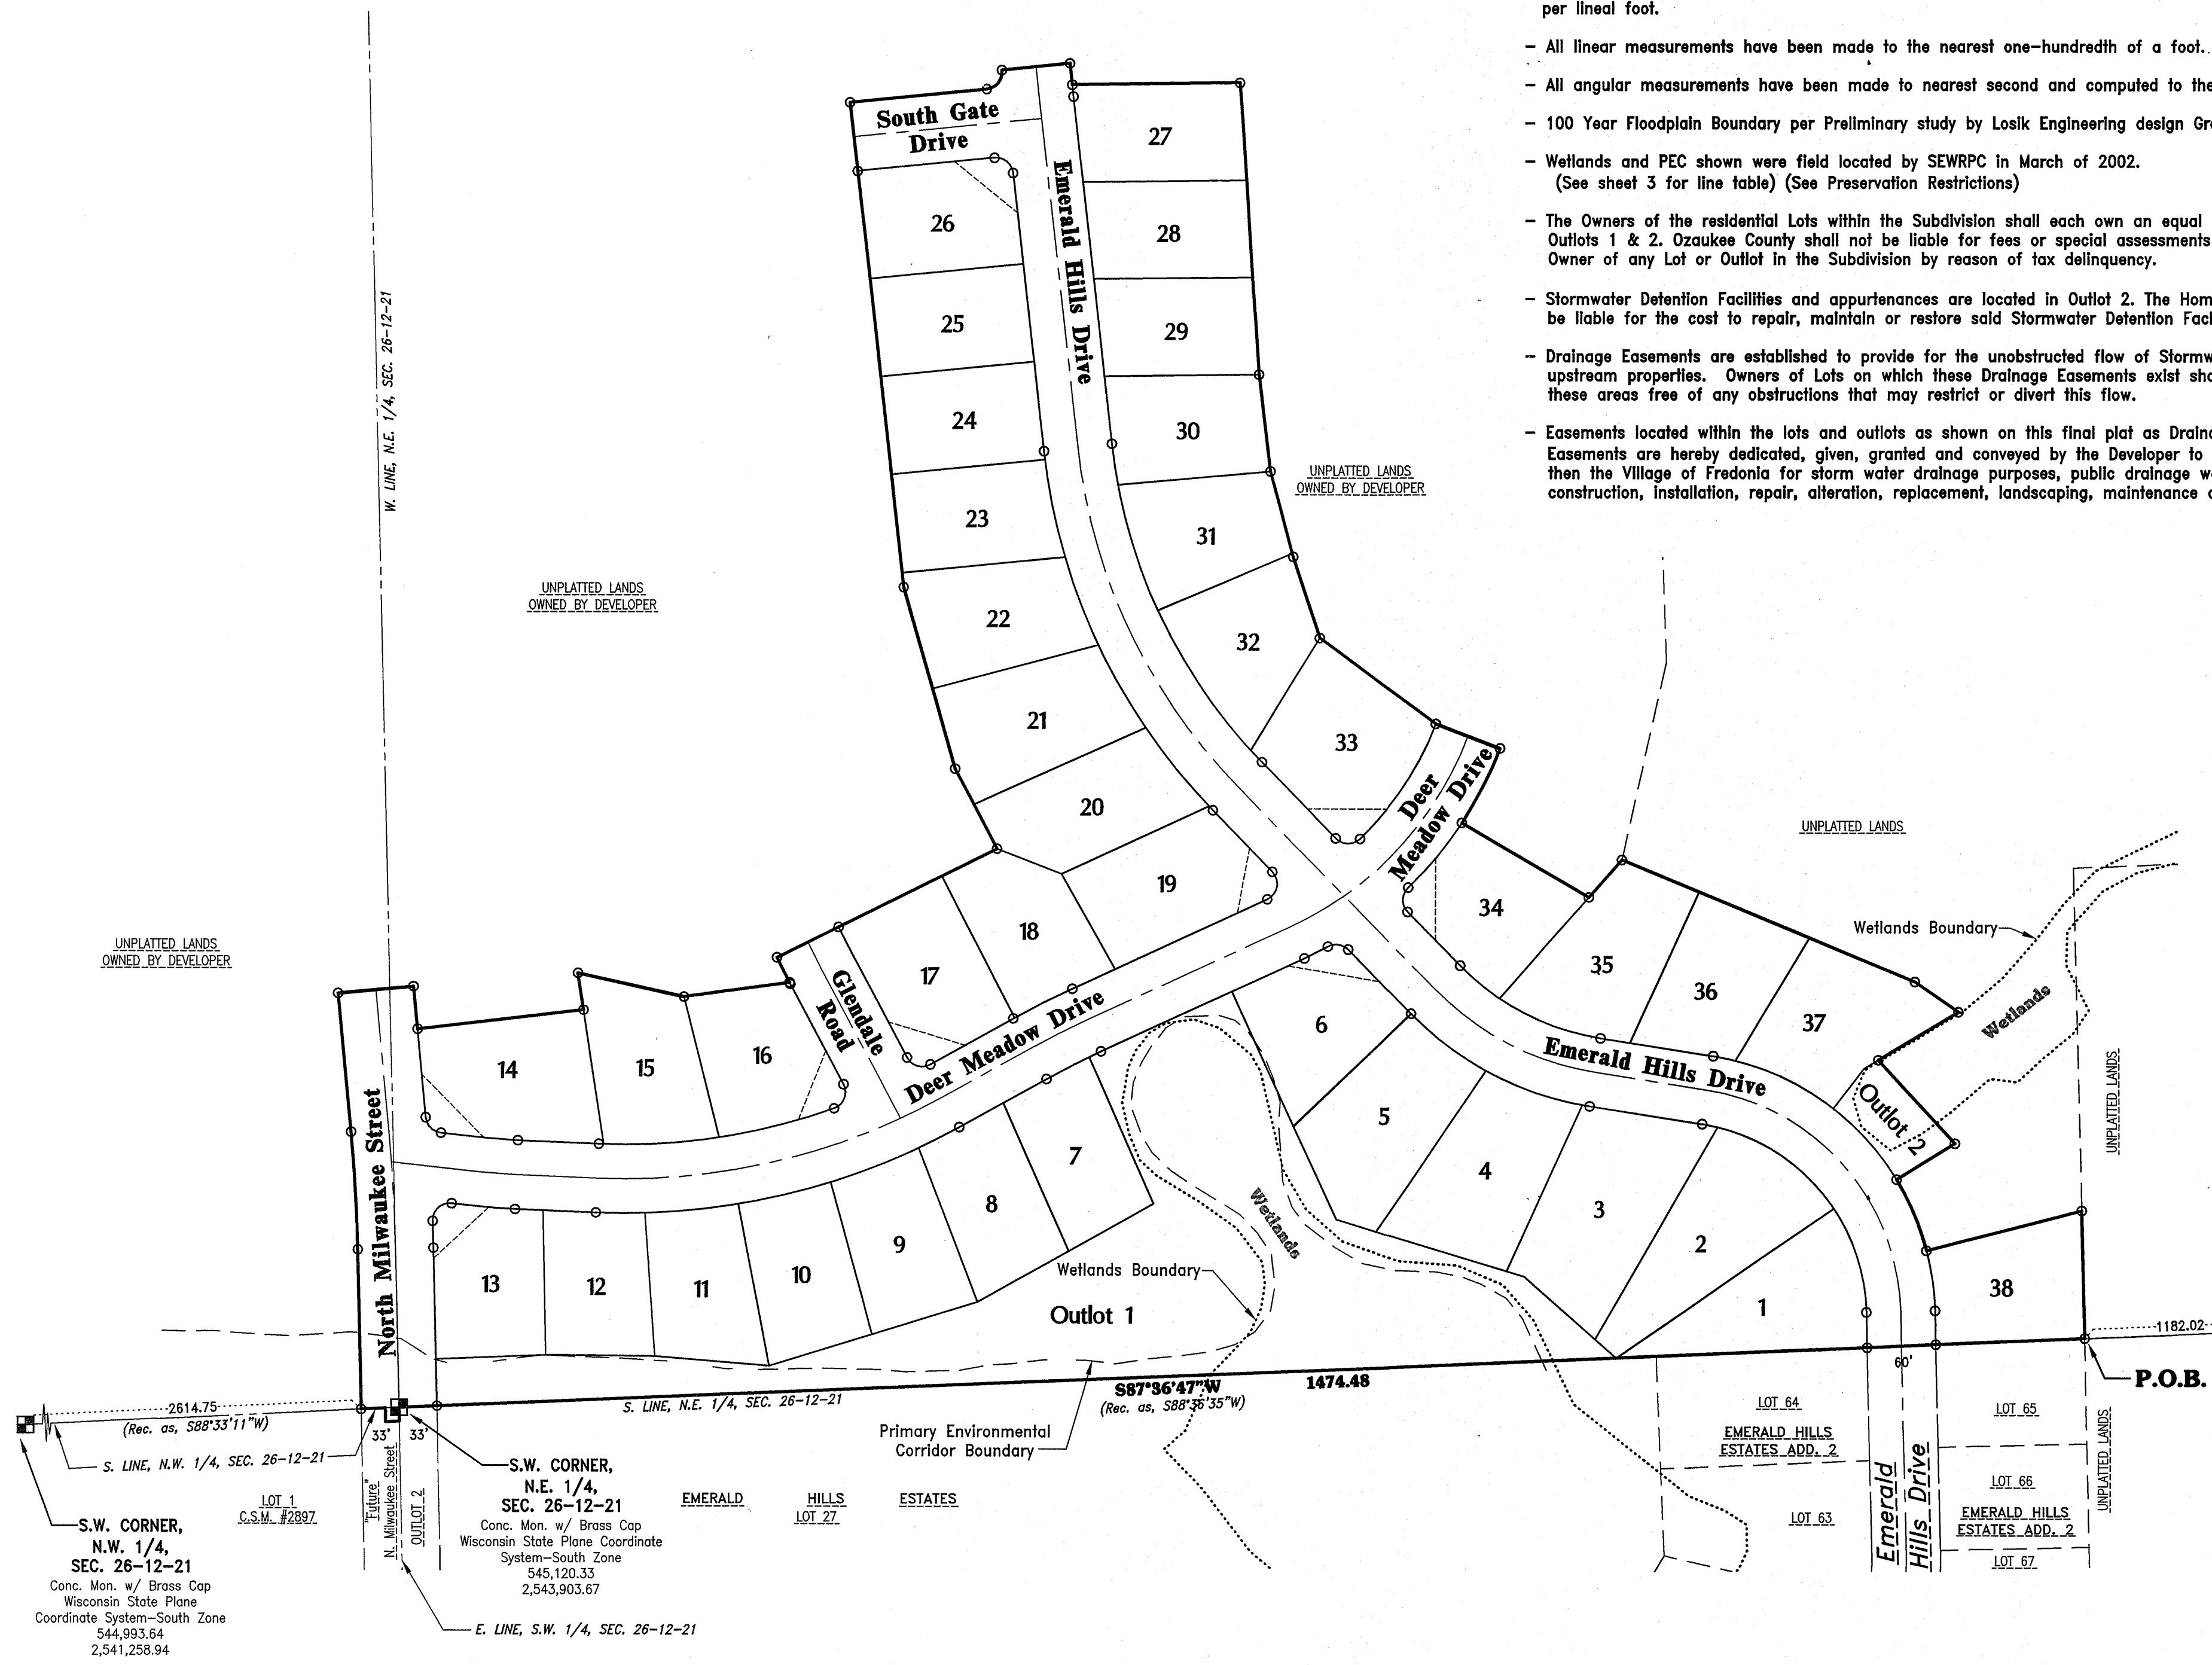 per lineal foot.
– All linear measurements have been made to the nearest one–hundredth of a foot.
– All angular measurements have been made to nearest second and computed to the
– 100 Year Floodplain Boundary per Preliminary study by Losik Engineering design Gr
– Wetlands and PEC shown were field located by SEWRPC in March of 2002.
(See sheet 3 for line table) (See Preservation Restrictions)
– The Owners of the residential Lots within the Subdivision shall each own an equal
Outlots 1 & 2. Ozaukee County shall not be liable for fees or special assessments
Owner of any Lot or Outlot in the Subdivision by reason of tax delinquency.
– Stormwater Detention Facilities and appurtenances are located in Outlot 2. The Hom
be liable for the cost to repair, maintain or restore said Stormwater Detention Faci
– Drainage Easements are established to provide for the unobstructed flow of Stormw
upstream properties. Owners of Lots on which these Drainage Easements exist sha
these areas free of any obstructions that may restrict or divert this flow.
– Easements located within the lots and outlots as shown on this final plat as Draina
Easements are hereby dedicated, given, granted and conveyed by the Developer to
then the Village of Fredonia for storm water drainage purposes, public drainage w
construction, installation, repair, alteration, replacement, landscaping, maintenance
South Gate
Drive
Emerald Hills Drive
27
28
29
30
31
32
33
26
25
24
23
22
21
20
19
18
17
W. LINE, N.E. 1/4, SEC. 26–12–21
UNPLATTED LANDS
OWNED BY DEVELOPER
UNPLATTED LANDS
OWNED BY DEVELOPER
UNPLATTED LANDS
OWNED BY DEVELOPER
Deer
Meadow Drive
UNPLATTED LANDS
34
35
36
37
Wetlands Boundary
Wetlands
Outlot 2
UNPLATTED LANDS
Glendale
Road
Deer Meadow Drive
14
15
16
North Milwaukee Street
13
12
11
10
9
8
7
6
5
4
3
2
1
38
Emerald Hills Drive
Wetlands
Wetlands Boundary
Outlot 1
S87°36'47"W
1474.48
(Rec. as, S88°36'35"W)
60'
1182.02
P.O.B.
2614.75
(Rec. as, S88°33'11"W)
S. LINE, N.W. 1/4, SEC. 26–12–21
33'
33'
S. LINE, N.E. 1/4, SEC. 26–12–21
Primary Environmental
Corridor Boundary
LOT 1
C.S.M. #2897
"Future"
N. Milwaukee Street
OUTLOT 2
S.W. CORNER,
N.E. 1/4,
SEC. 26–12–21
Conc. Mon. w/ Brass Cap
Wisconsin State Plane Coordinate
System–South Zone
545,120.33
2,543,903.67
EMERALD HILLS ESTATES
LOT 27
S.W. CORNER,
N.W. 1/4,
SEC. 26–12–21
Conc. Mon. w/ Brass Cap
Wisconsin State Plane
Coordinate System–South Zone
544,993.64
2,541,258.94
E. LINE, S.W. 1/4, SEC. 26–12–21
LOT 64
EMERALD HILLS
ESTATES ADD. 2
LOT 63
Emerald
Hills Drive
LOT 65
LOT 66
EMERALD HILLS
ESTATES ADD. 2
LOT 67
UNPLATTED LANDS